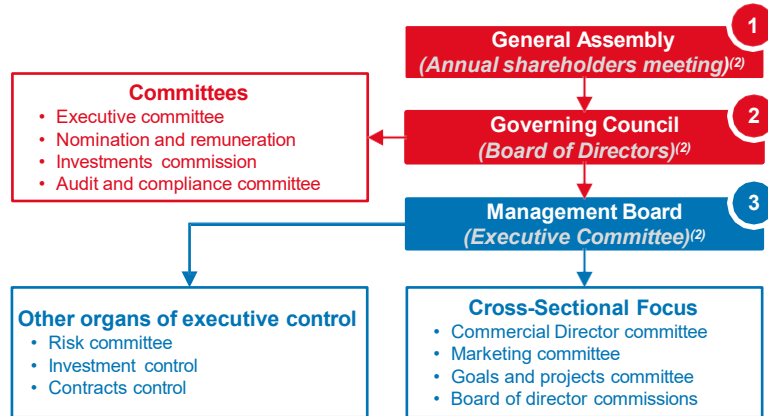 1
General Assembly
(Annual shareholders meeting)(2)
Committees
• Executive committee
• Nomination and remuneration
• Investments commission
• Audit and compliance committee
2
Governing Council
(Board of Directors)(2)
3
Management Board
(Executive Committee)(2)
Other organs of executive control
• Risk committee
• Investment control
• Contracts control
Cross-Sectional Focus
• Commercial Director committee
• Marketing committee
• Goals and projects committee
• Board of director commissions